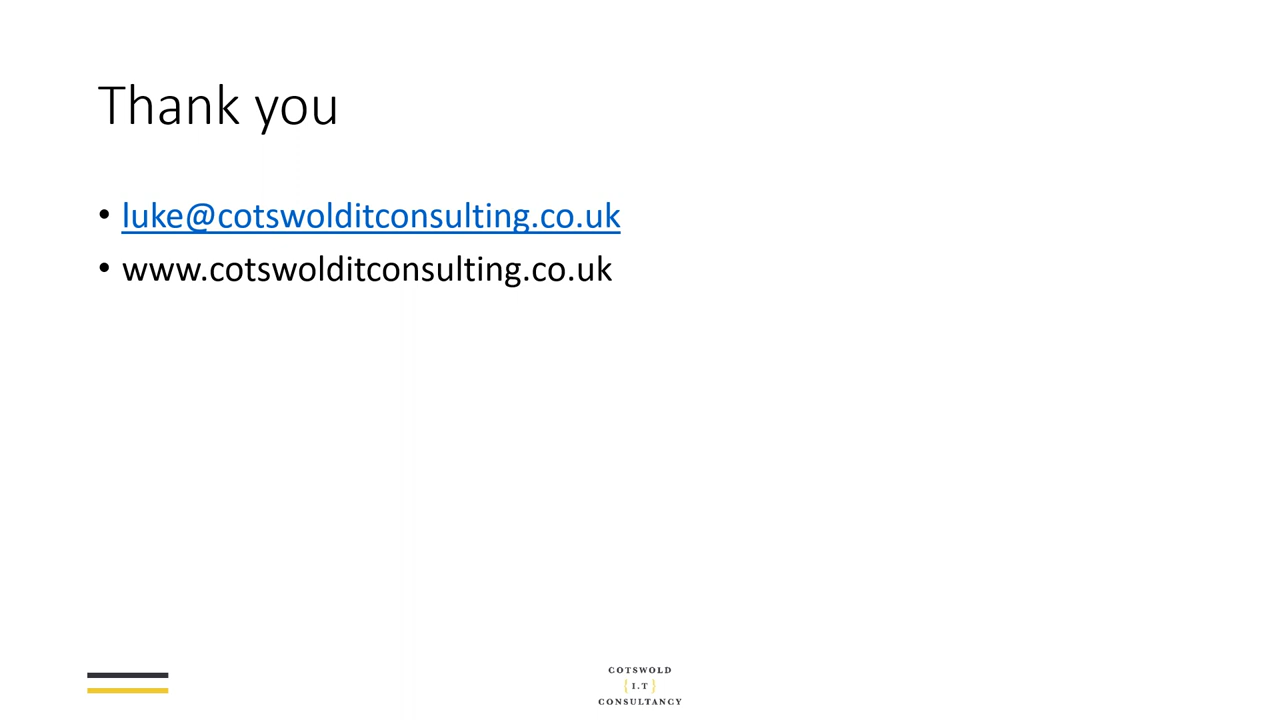 Thank you
• luke@cotswolditconsulting.co.uk
• www.cotswolditconsulting.co.uk
COTSWOLD
{I.T}
CONSULTANCY